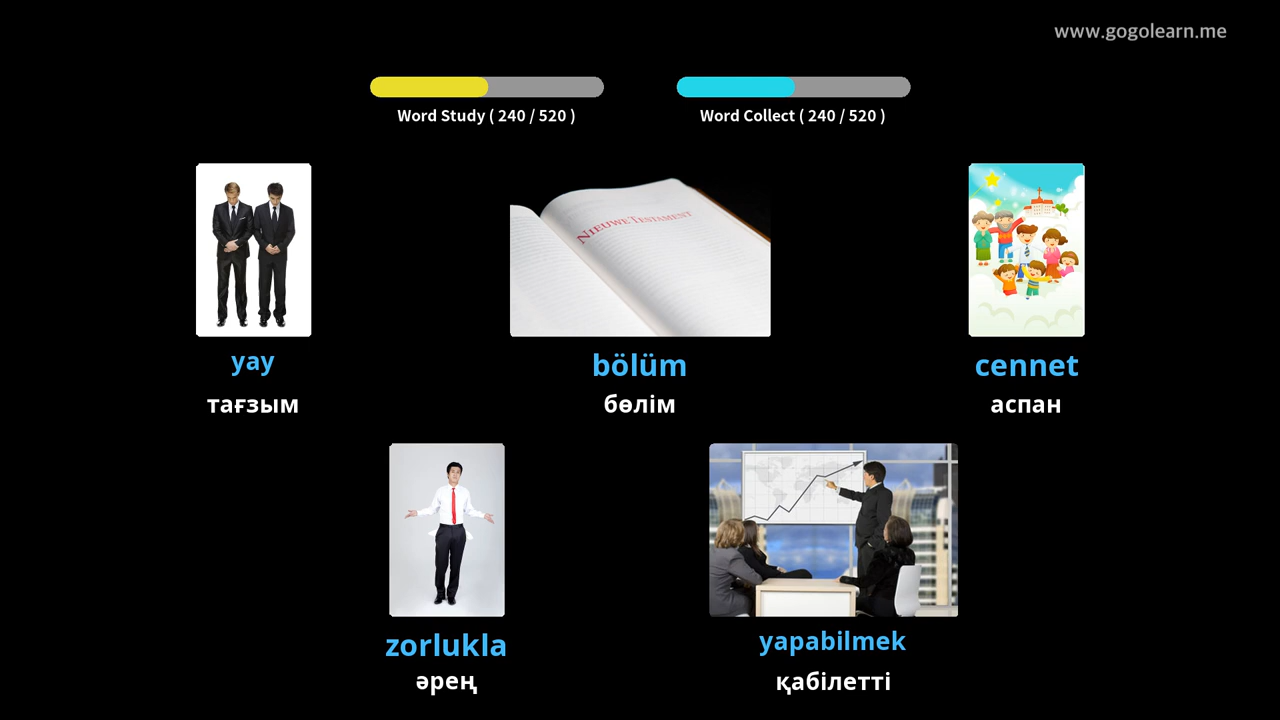 www.gogolearn.me
Word Study ( 240 / 520 )
Word Collect ( 240 / 520 )
NIEUWE TESTAMENT
yay
bölüm
cennet
тағзым
бөлім
аспан
zorlukla
yapabilmek
әрең
қабілетті